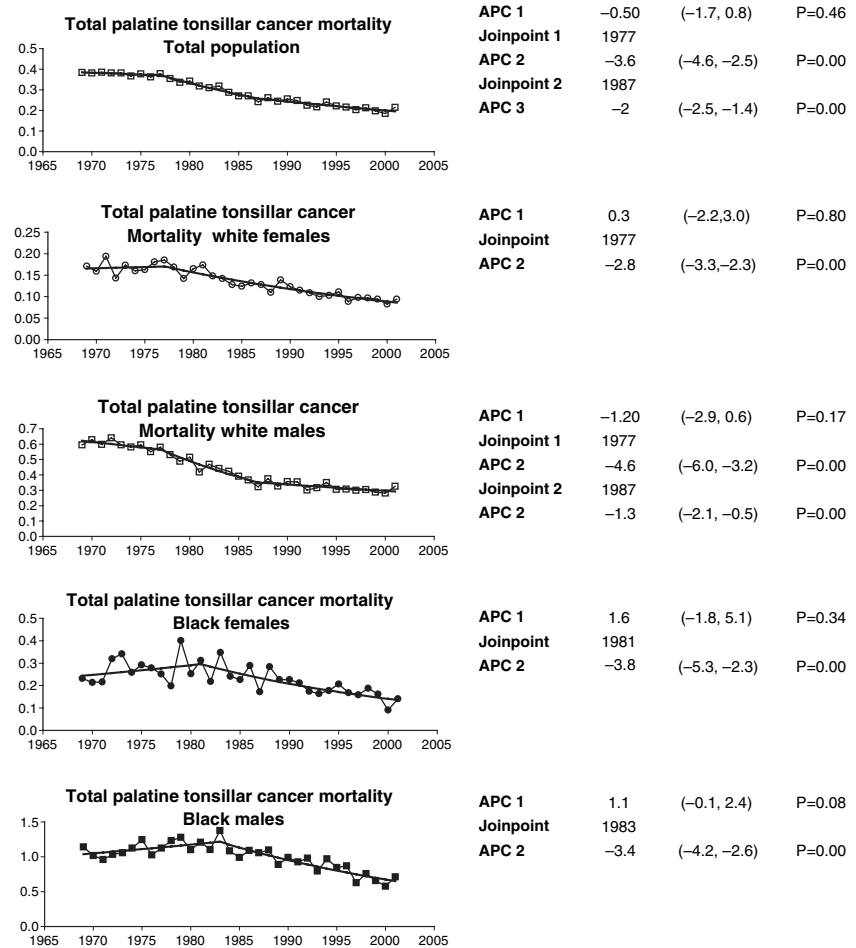 Total palatine tonsillar cancer mortality
Total population
0.5
0.4
0.3
0.2
0.1
0.0
1965 1970 1975 1980 1985 1990 1995 2000 2005
APC 1 –0.50 (–1.7, 0.8) P=0.46
Joinpoint 1 1977
APC 2 –3.6 (–4.6, –2.5) P=0.00
Joinpoint 2 1987
APC 3 –2 (–2.5, –1.4) P=0.00
Total palatine tonsillar cancer
Mortality white females
0.25
0.20
0.15
0.10
0.05
0.00
1965 1970 1975 1980 1985 1990 1995 2000 2005
APC 1 0.3 (–2.2,3.0) P=0.80
Joinpoint 1977
APC 2 –2.8 (–3.3,–2.3) P=0.00
Total palatine tonsillar cancer
Mortality white males
0.7
0.6
0.5
0.4
0.3
0.2
0.1
0.0
1965 1970 1975 1980 1985 1990 1995 2000 2005
APC 1 –1.20 (–2.9, 0.6) P=0.17
Joinpoint 1 1977
APC 2 –4.6 (–6.0, –3.2) P=0.00
Joinpoint 2 1987
APC 2 –1.3 (–2.1, –0.5) P=0.00
Total palatine tonsillar cancer mortality
Black females
0.5
0.4
0.3
0.2
0.1
0.0
1965 1970 1975 1980 1985 1990 1995 2000 2005
APC 1 1.6 (–1.8, 5.1) P=0.34
Joinpoint 1981
APC 2 –3.8 (–5.3, –2.3) P=0.00
Total palatine tonsillar cancer mortality
Black males
1.5
1.0
0.5
0.0
1965 1970 1975 1980 1985 1990 1995 2000 2005
APC 1 1.1 (–0.1, 2.4) P=0.08
Joinpoint 1983
APC 2 –3.4 (–4.2, –2.6) P=0.00